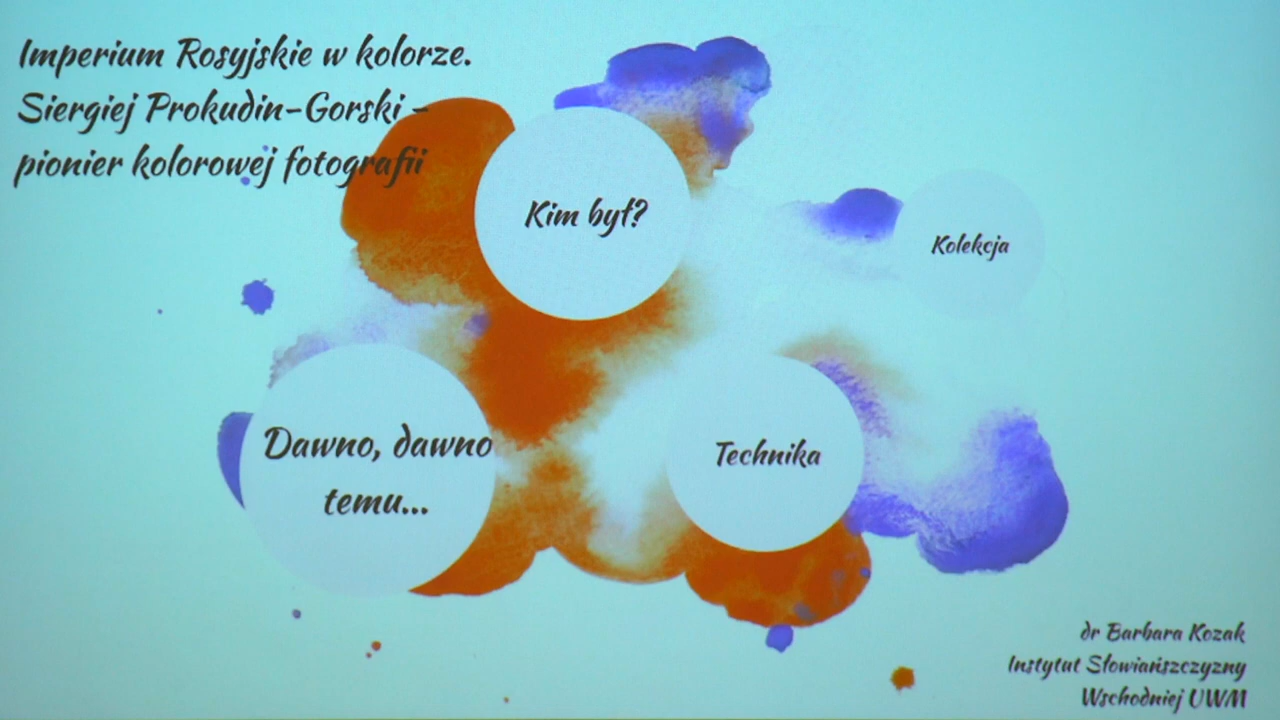 Imperium Rosyjskie w kolorze.
Siergiej Prokudin-Gorski –
pionier kolorowej fotografii
Kim był?
Kolekcja
Dawno, dawno
temu...
Technika
dr Barbara Kozak
Instytut Słowiańszczyzny
Wschodniej UWM